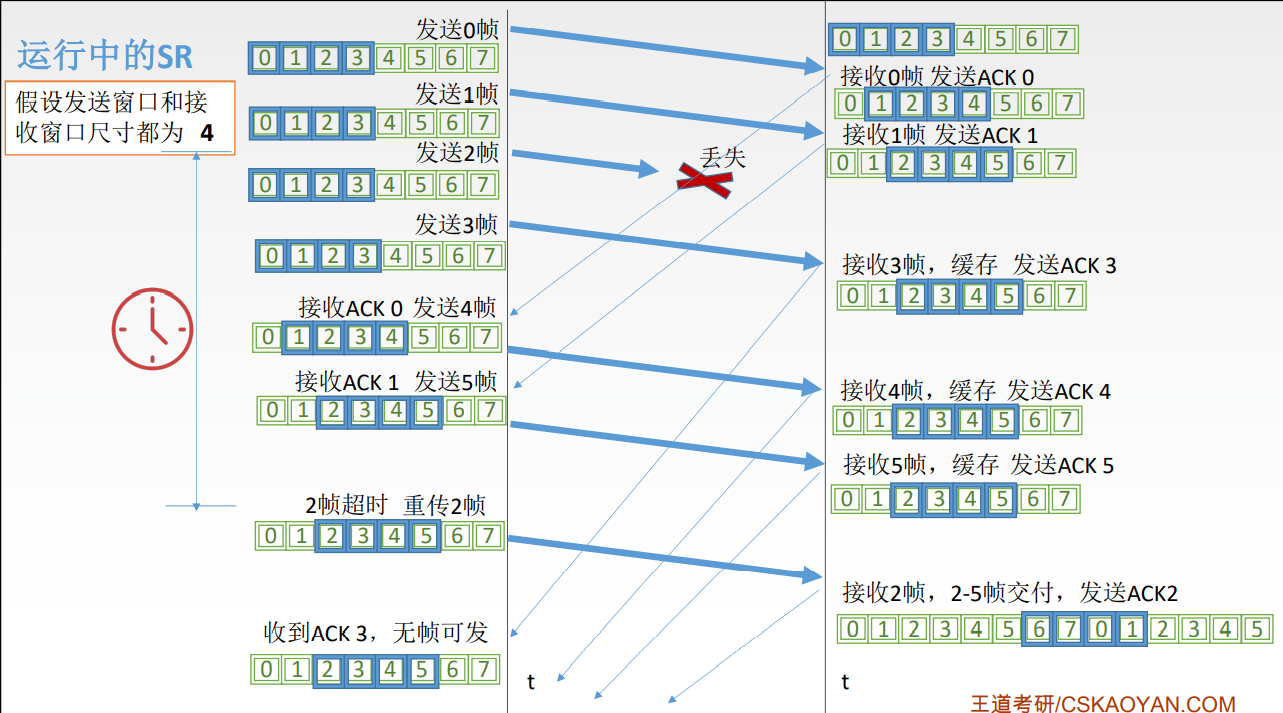 运行中的SR
假设发送窗口和接
收窗口尺寸都为 4
发送0帧
0 1 2 3 4 5 6 7
发送1帧
0 1 2 3 4 5 6 7
发送2帧
0 1 2 3 4 5 6 7
发送3帧
0 1 2 3 4 5 6 7
接收ACK 0 发送4帧
0 1 2 3 4 5 6 7
接收ACK 1 发送5帧
0 1 2 3 4 5 6 7
2帧超时 重传2帧
0 1 2 3 4 5 6 7
收到ACK 3，无帧可发
0 1 2 3 4 5 6 7
丢失
t
0 1 2 3 4 5 6 7
接收0帧 发送ACK 0
0 1 2 3 4 5 6 7
接收1帧 发送ACK 1
0 1 2 3 4 5 6 7
接收3帧，缓存 发送ACK 3
0 1 2 3 4 5 6 7
接收4帧，缓存 发送ACK 4
0 1 2 3 4 5 6 7
接收5帧，缓存 发送ACK 5
0 1 2 3 4 5 6 7
接收2帧，2-5帧交付，发送ACK2
0 1 2 3 4 5 6 7 0 1 2 3 4 5
t
王道考研/CSKAOYAN.COM